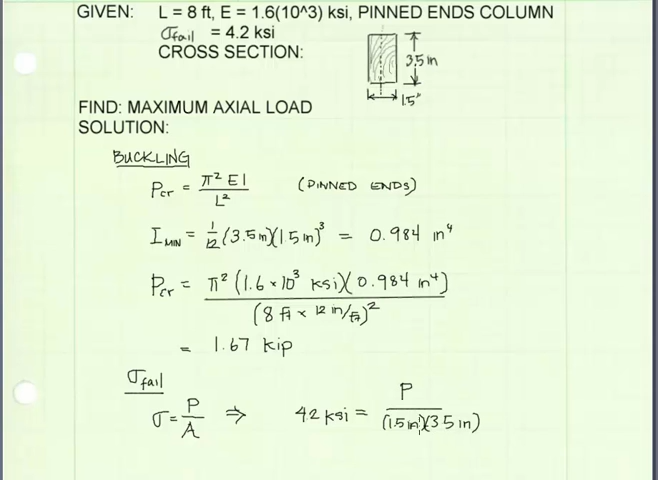 GIVEN: L = 8 ft, E = 1.6(10^3) ksi, PINNED ENDS COLUMN
σfail = 4.2 ksi
CROSS SECTION:
3.5 in
1.5"
FIND: MAXIMUM AXIAL LOAD
SOLUTION:
BUCKLING
Pcr = π² EI / L² (PINNED ENDS)
I MIN = 1/12 (3.5 in)(1.5 in)³ = 0.984 in⁴
Pcr = π² (1.6 × 10³ ksi)(0.984 in⁴) / (8 ft × 12 in/ft)²
= 1.67 kip
σfail
σ = P/A ⇒ 4.2 ksi = P / (1.5 in)(3.5 in)